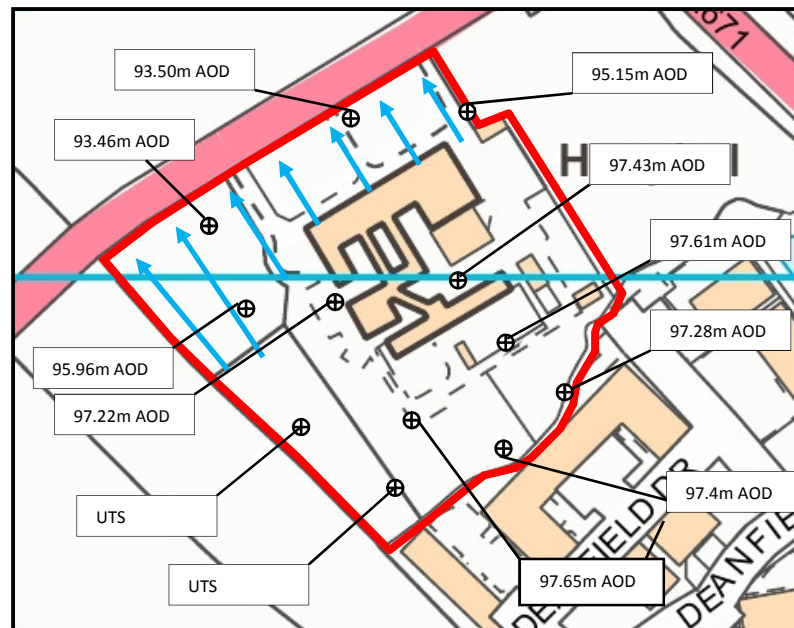 671
93.50m AOD
95.15m AOD
93.46m AOD
H
97.43m AOD
97.61m AOD
97.28m AOD
95.96m AOD
97.22m AOD
97.4m AOD
UTS
UTS
97.65m AOD